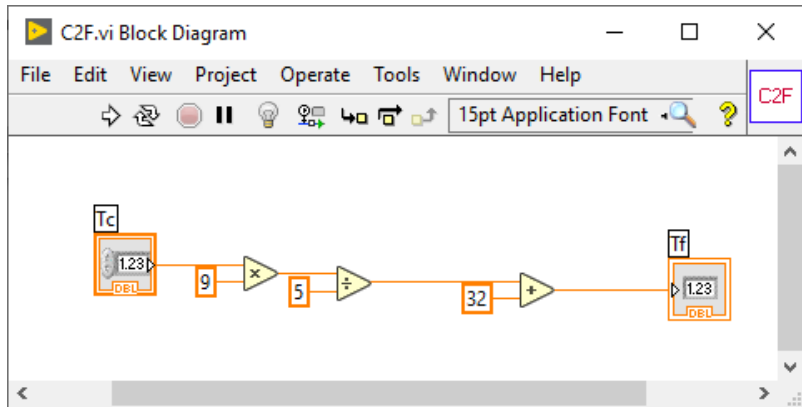 C2F.vi Block Diagram
File Edit View Project Operate Tools Window Help
15pt Application Font
C2F
Tc
1.23
DBL
9
×
5
÷
32
+
Tf
1.23
DBL